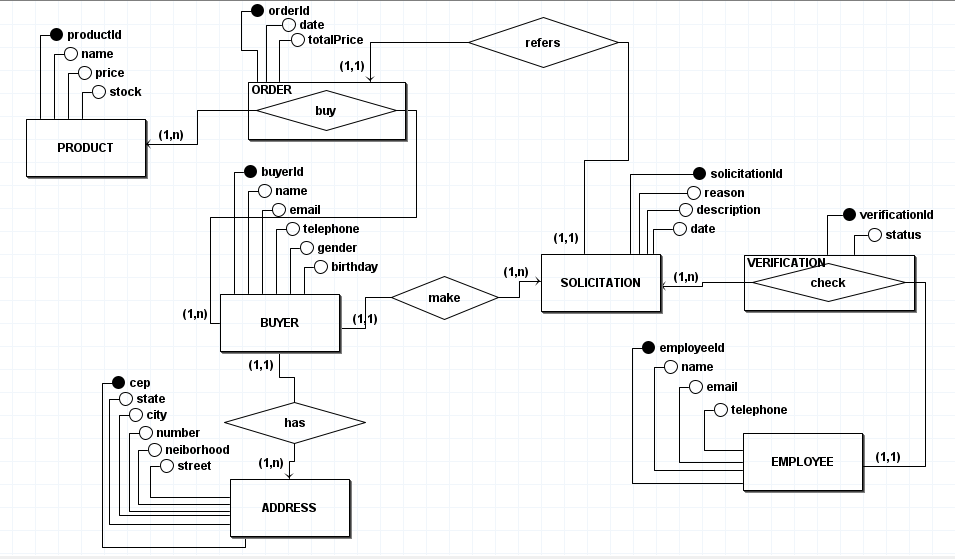 orderId
date
totalPrice
productId
name
price
stock
refers
(1,1)
ORDER
buy
(1,n)
PRODUCT
buyerId
name
email
telephone
gender
birthday
solicitationId
reason
description
date
verificationId
status
(1,1)
VERIFICATION
(1,n)
SOLICITATION
(1,n)
check
make
(1,n)
BUYER
(1,1)
employeeId
name
email
telephone
(1,1)
cep
state
city
number
neiborhood
street
has
(1,n)
EMPLOYEE
(1,1)
ADDRESS